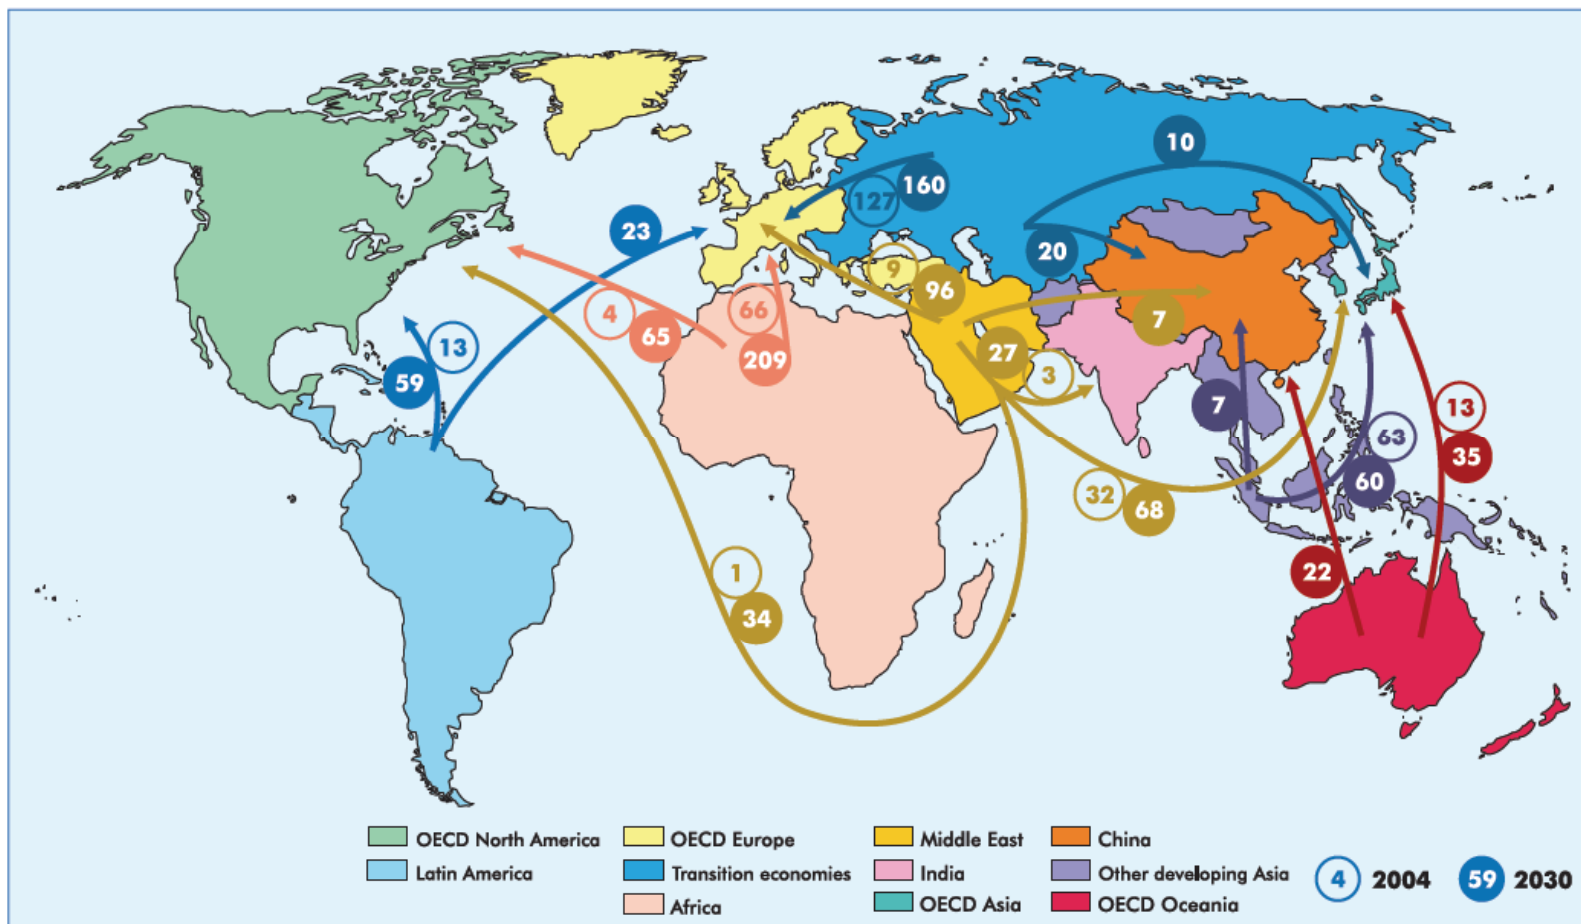 10
160
127
23
20
9
96
4
66
65
7
13
209
27
3
59
7
13
63
35
60
32
68
1
22
34
OECD North America
OECD Europe
Middle East
China
Latin America
Transition economies
India
Other developing Asia
4 2004
59 2030
Africa
OECD Asia
OECD Oceania